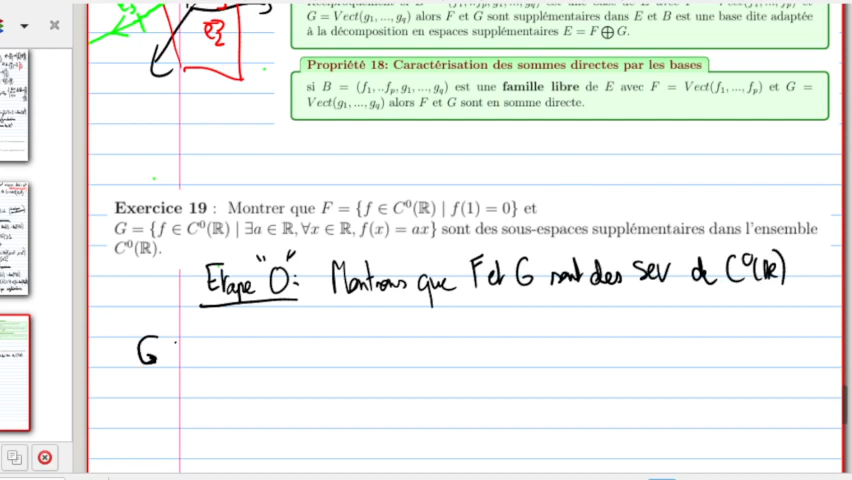 G = Vect(g₁, ..., g_q) alors F et G sont supplémentaires dans E et B est une base dite adaptée
à la décomposition en espaces supplémentaires E = F ⨁ G.
Propriété 18: Caractérisation des sommes directes par les bases
si B = (f₁, ..f_p, g₁, ..., g_q) est une famille libre de E avec F = Vect(f₁, ..., f_p) et G =
Vect(g₁, ..., g_q) alors F et G sont en somme directe.
Exercice 19 : Montrer que F = {f ∈ C⁰(ℝ) | f(1) = 0} et
G = {f ∈ C⁰(ℝ) | ∃a ∈ ℝ, ∀x ∈ ℝ, f(x) = ax} sont des sous-espaces supplémentaires dans l'ensemble
C⁰(ℝ).
Etape "0": Montrons que F et G sont des sev de C⁰(ℝ)
G